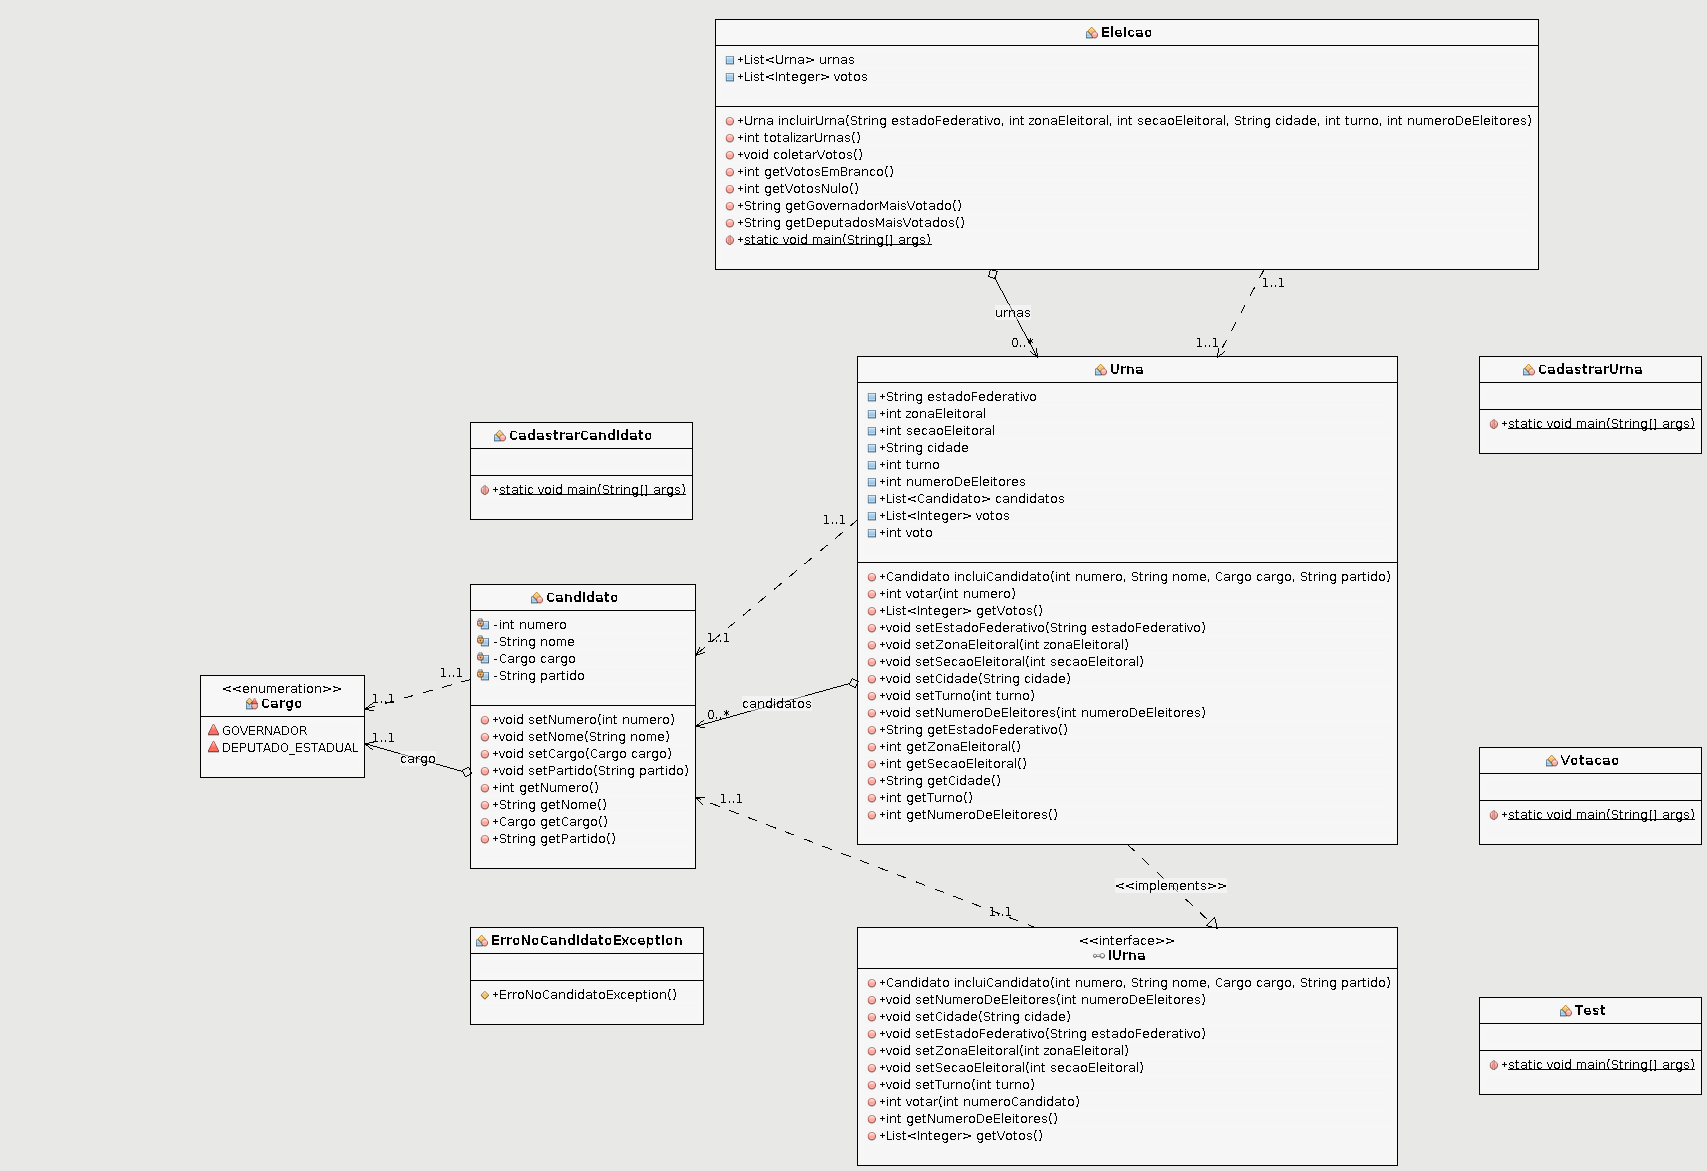 Eleicao
+List<Urna> urnas
+List<Integer> votos
+Urna incluirUrna(String estadoFederativo, int zonaEleitoral, int secaoEleitoral, String cidade, int turno, int numeroDeEleitores)
+int totalizarUrnas()
+void coletarVotos()
+int getVotosEmBranco()
+int getVotosNulo()
+String getGovernadorMaisVotado()
+String getDeputadosMaisVotados()
+static void main(String[] args)
1..1
urnas
0..*
1..1
Urna
+String estadoFederativo
+int zonaEleitoral
+int secaoEleitoral
+String cidade
+int turno
+int numeroDeEleitores
+List<Candidato> candidatos
+List<Integer> votos
+int voto
+Candidato incluiCandidato(int numero, String nome, Cargo cargo, String partido)
+int votar(int numero)
+List<Integer> getVotos()
+void setEstadoFederativo(String estadoFederativo)
+void setZonaEleitoral(int zonaEleitoral)
+void setSecaoEleitoral(int secaoEleitoral)
+void setCidade(String cidade)
+void setTurno(int turno)
+void setNumeroDeEleitores(int numeroDeEleitores)
+String getEstadoFederativo()
+int getZonaEleitoral()
+int getSecaoEleitoral()
+String getCidade()
+int getTurno()
+int getNumeroDeEleitores()
CadastrarUrna
+static void main(String[] args)
CadastrarCandidato
+static void main(String[] args)
1..1
1..1
Candidato
-int numero
-String nome
-Cargo cargo
-String partido
+void setNumero(int numero)
+void setNome(String nome)
+void setCargo(Cargo cargo)
+void setPartido(String partido)
+int getNumero()
+String getNome()
+Cargo getCargo()
+String getPartido()
candidatos
0..*
1..1
1..1
<<enumeration>>
Cargo
GOVERNADOR
DEPUTADO_ESTADUAL
1..1
cargo
Votacao
+static void main(String[] args)
1..1
1..1
<<implements>>
ErroNoCandidatoException
+ErroNoCandidatoException()
<<interface>>
IUrna
+Candidato incluiCandidato(int numero, String nome, Cargo cargo, String partido)
+void setNumeroDeEleitores(int numeroDeEleitores)
+void setCidade(String cidade)
+void setEstadoFederativo(String estadoFederativo)
+void setZonaEleitoral(int zonaEleitoral)
+void setSecaoEleitoral(int secaoEleitoral)
+void setTurno(int turno)
+int votar(int numeroCandidato)
+int getNumeroDeEleitores()
+List<Integer> getVotos()
Test
+static void main(String[] args)